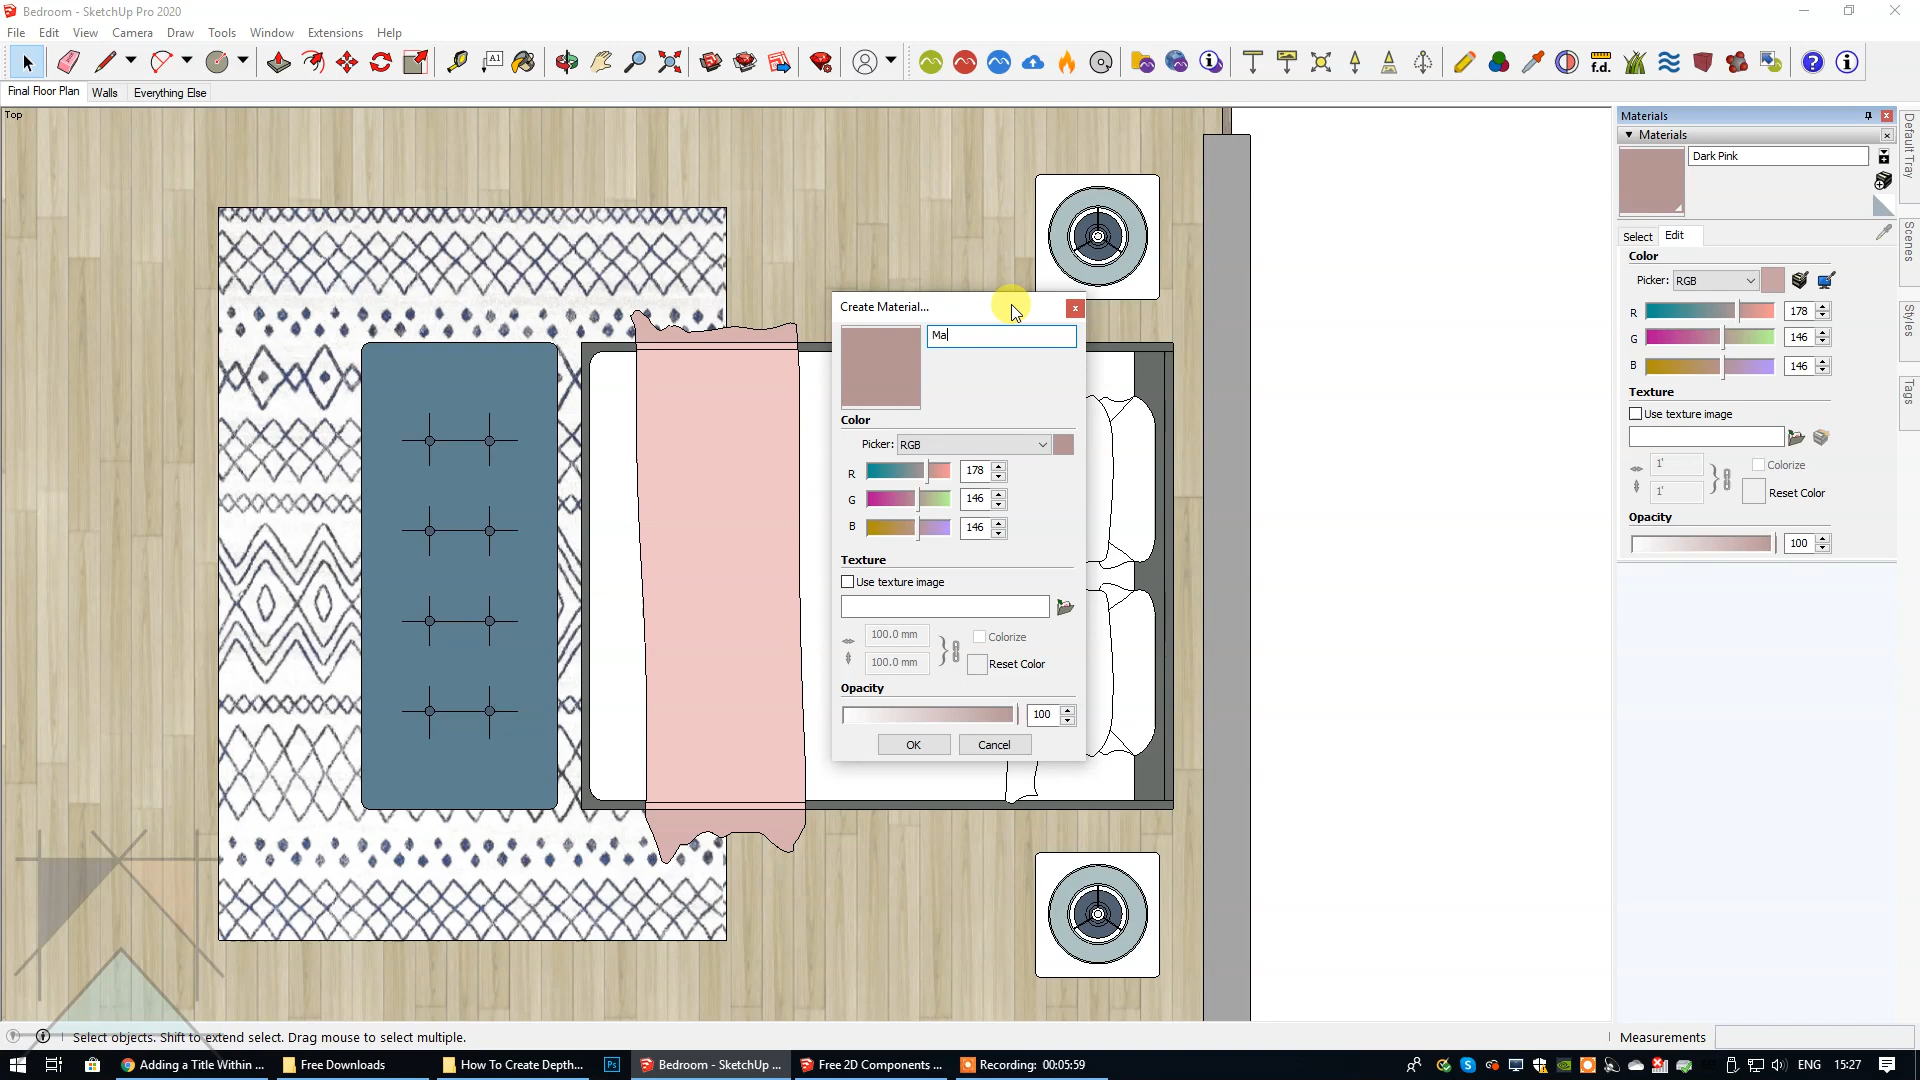 Bedroom - SketchUp Pro 2020
File Edit View Camera Draw Tools Window Extensions Help
A1
f.d.
Final Floor Plan Walls Everything Else
Top
Create Material...
Ma
Color
Picker: RGB
R 178
G 146
B 146
Texture
Use texture image
100.0 mm
100.0 mm
Colorize
Reset Color
Opacity
100
OK Cancel
Materials
Materials
Dark Pink
Select Edit
Color
Picker: RGB
R 178
G 146
B 146
Texture
Use texture image
1'
1'
Colorize
Reset Color
Opacity
100
Default Tray
Scenes
Styles
Tags
Select objects. Shift to extend select. Drag mouse to select multiple.
Measurements
Adding a Title Within ...
Free Downloads
How To Create Depth...
Ps
Bedroom - SketchUp ...
Free 2D Components ...
Recording: 00:05:59
ENG 15:27